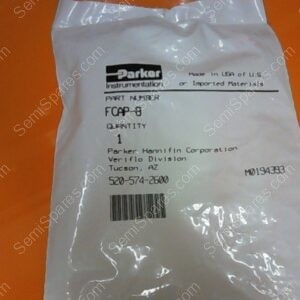 Parker
Instrumentation
Made in USA of U.S.
or Imported Materials
PART NUMBER
FCAP-8
QUANTITY
1
Parker Hannifin Corporation
Veriflo Division
Tucson, AZ
520-574-2600
M0194393
SemiSpares.com